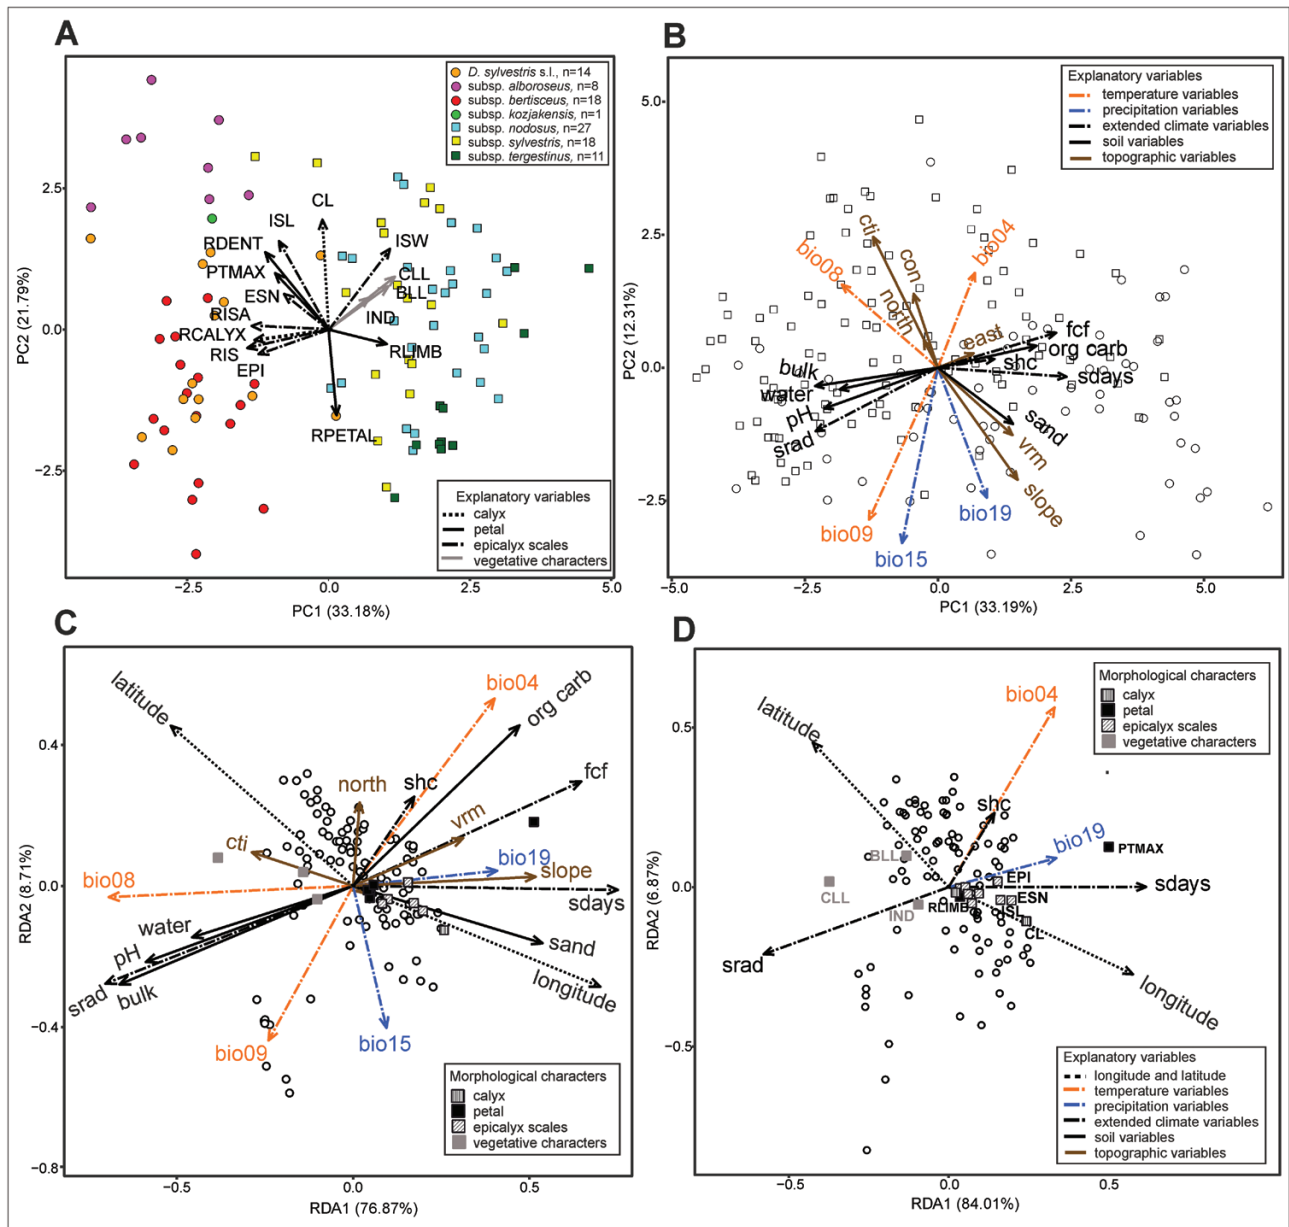 A
PC2 (21.79%)
2.5
0.0
−2.5
D. sylvestris s.l., n=14
subsp. alboroseus, n=8
subsp. bertisceus, n=18
subsp. kozjakensis, n=1
subsp. nodosus, n=27
subsp. sylvestris, n=18
subsp. tergestinus, n=11
CL
ISL
RDENT
ISW
PTMAX
CLL
ESN
BLL
RISA
IND
RCALYX
RIS
RLIMB
EPI
RPETAL
Explanatory variables
calyx
petal
epicalyx scales
vegetative characters
−2.5
0.0
2.5
5.0
PC1 (33.18%)
B
PC2 (12.31%)
5.0
2.5
0.0
−2.5
Explanatory variables
temperature variables
precipitation variables
extended climate variables
soil variables
topographic variables
cti
bio08
con
bio04
north
east
fcf
org carb
shc
sdays
bulk
water
pH
srad
sand
vrm
slope
bio09
bio19
bio15
−5.0
−2.5
0.0
2.5
5.0
PC1 (33.19%)
C
RDA2 (8.71%)
0.4
0.0
−0.4
−0.8
latitude
bio04
org carb
north
shc
fcf
cti
vrm
bio19
slope
bio08
sdays
water
pH
sand
srad
bulk
longitude
bio09
bio15
Morphological characters
calyx
petal
epicalyx scales
vegetative characters
−0.5
0.0
0.5
RDA1 (76.87%)
D
RDA2 (6.87%)
0.5
0.0
−0.5
Morphological characters
calyx
petal
epicalyx scales
vegetative characters
latitude
bio04
shc
bio19
PTMAX
BLL
EPI
sdays
CLL
ESN
IND
RLIMB
ISL
CL
srad
longitude
Explanatory variables
longitude and latitude
temperature variables
precipitation variables
extended climate variables
soil variables
topographic variables
−0.5
0.0
0.5
RDA1 (84.01%)